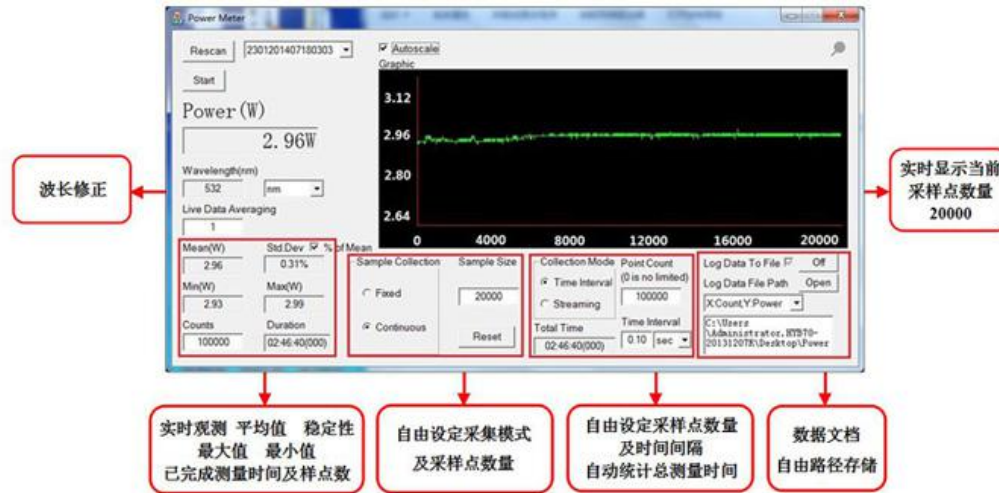 Power Meter
Rescan
2301201407180303
Autoscale
Graphic
Start
Power(W)
2.96W
Wavelength(nm)
532
nm
Live Data Averaging
1
3.12
2.96
2.80
2.64
0 4000 8000 12000 16000 20000
波长修正
实时显示当前
采样点数量
20000
Mean(W)
Std.Dev
% of Mean
2.96
0.31%
Min(W)
Max(W)
2.93
2.99
Counts
Duration
100000
02:46:40(000)
Sample Collection
Sample Size
Fixed
20000
Continuous
Reset
Collection Mode
Point Count
(0 is no limited)
Time Interval
100000
Streaming
Total Time
Time Interval
02:46:40(000)
0.10
sec
Log Data To File
Off
Log Data File Path
Open
X:Count,Y:Power
C:\Users
\Administrator.HYB70-
20131207K\Desktop\Power
实时观测 平均值 稳定性
最大值 最小值
已完成测量时间及样点数
自由设定采集模式
及采样点数量
自由设定采样点数量
及时间间隔
自动统计总测量时间
数据文档
自由路径存储